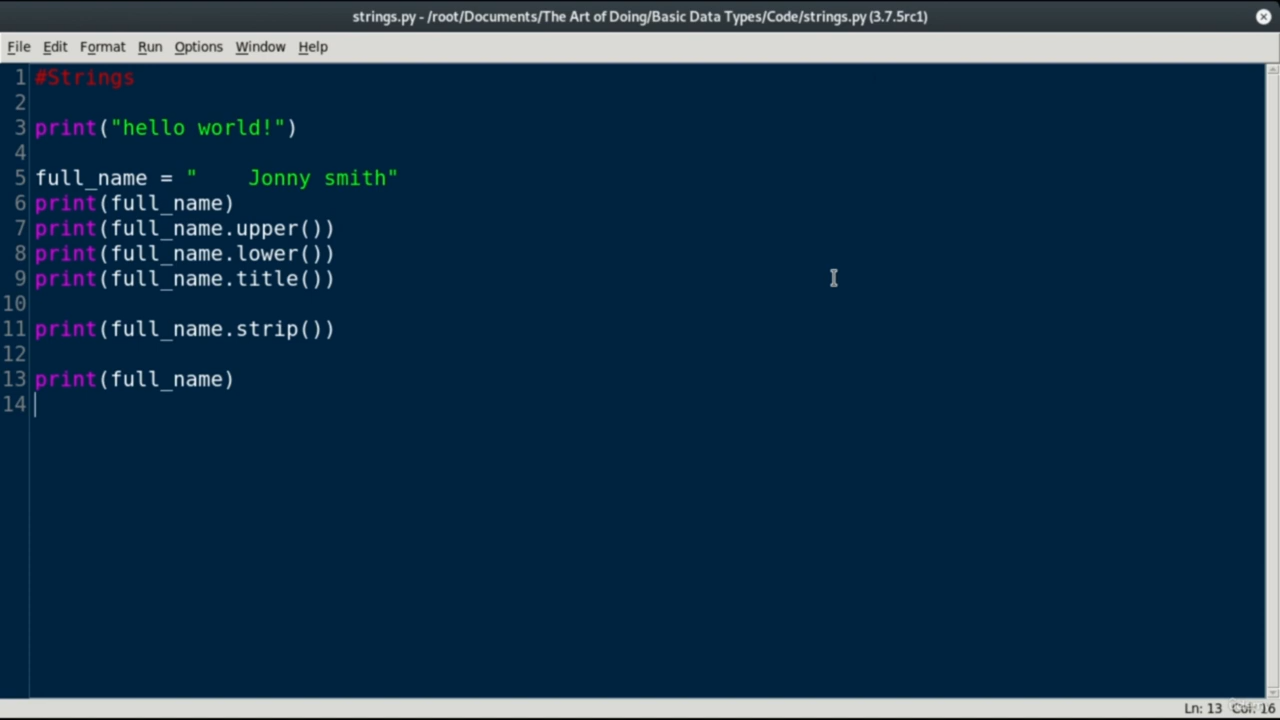 strings.py - /root/Documents/The Art of Doing/Basic Data Types/Code/strings.py (3.7.5rc1)
File Edit Format Run Options Window Help
1 #Strings
2
3 print("hello world!")
4
5 full_name = "    Jonny smith"
6 print(full_name)
7 print(full_name.upper())
8 print(full_name.lower())
9 print(full_name.title())
10
11 print(full_name.strip())
12
13 print(full_name)
14
Ln: 13 Col: 16